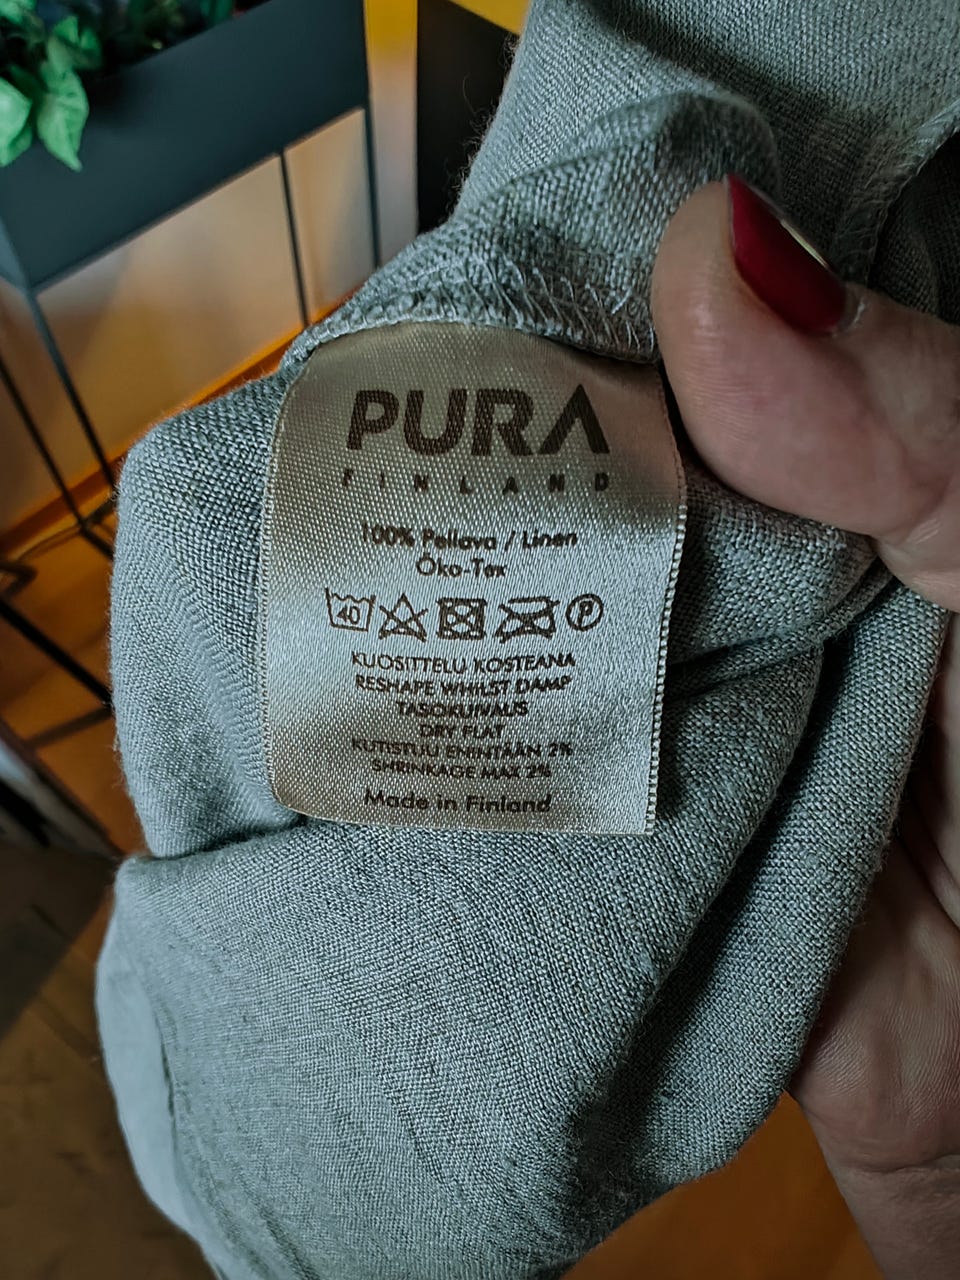 PURA
FINLAND
100% Pellava / Linen
Öko-Tex
40 P
KUOSITTELU KOSTEANA
RESHAPE WHILST DAMP
TASOKUIVAUS
DRY FLAT
KUTISTUU ENINTÄÄN 2%
SHRINKAGE MAX 2%
Made in Finland